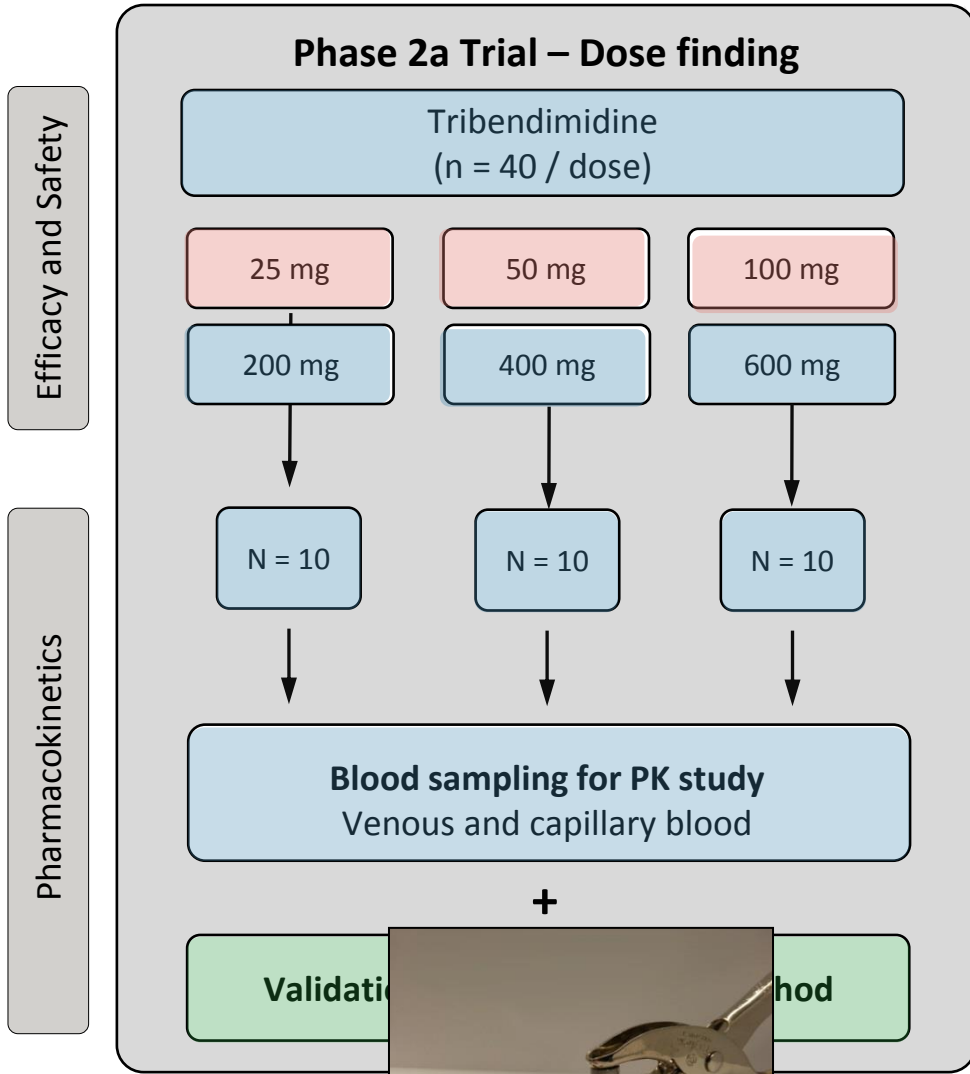 Phase 2a Trial – Dose finding
Efficacy and Safety
Tribendimidine
(n = 40 / dose)
25 mg
50 mg
100 mg
200 mg
400 mg
600 mg
Pharmacokinetics
N = 10
N = 10
N = 10
Blood sampling for PK study
Venous and capillary blood
+